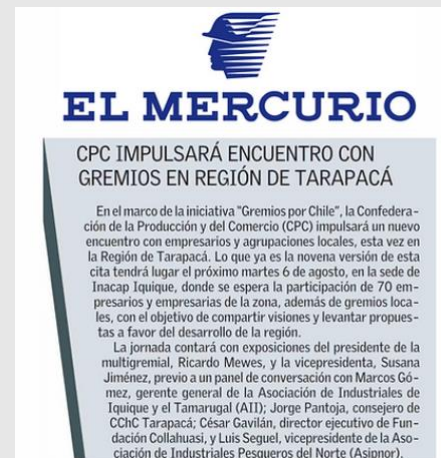 EL MERCURIO
CPC IMPULSARÁ ENCUENTRO CON
GREMIOS EN REGIÓN DE TARAPACÁ
En el marco de la iniciativa "Gremios por Chile", la Confedera-
ción de la Producción y del Comercio (CPC) impulsará un nuevo
encuentro con empresarios y agrupaciones locales, esta vez en
la Región de Tarapacá. Lo que ya es la novena versión de esta
cita tendrá lugar el próximo martes 6 de agosto, en la sede de
Inacap Iquique, donde se espera la participación de 70 em-
presarios y empresarias de la zona, además de gremios loca-
les, con el objetivo de compartir visiones y levantar propues-
tas a favor del desarrollo de la región.
La jornada contará con exposiciones del presidente de la
multigremial, Ricardo Mewes, y la vicepresidenta, Susana
Jiménez, previo a un panel de conversación con Marcos Gó-
mez, gerente general de la Asociación de Industriales de
Iquique y el Tamarugal (AII); Jorge Pantoja, consejero de
CChC Tarapacá; César Gavilán, director ejecutivo de Fun-
dación Collahuasi, y Luis Seguel, vicepresidente de la Aso-
ciación de Industriales Pesqueros del Norte (Asipnor).